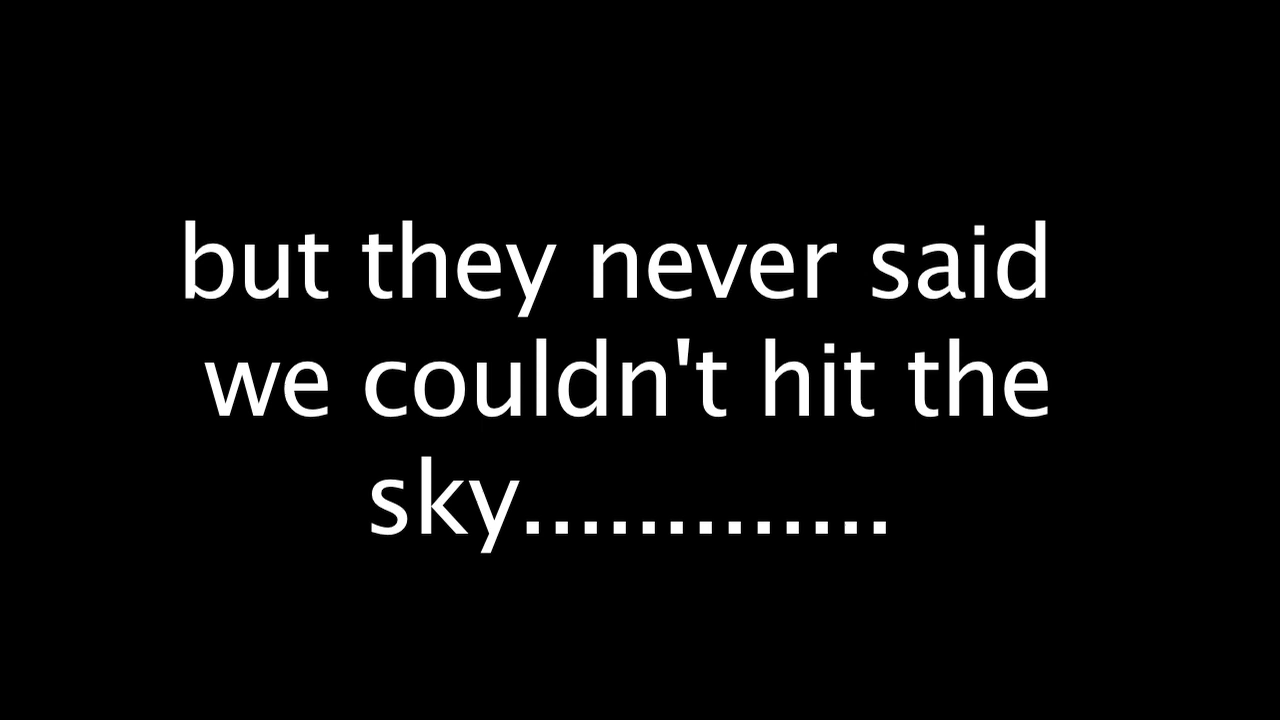 but they never said
we couldn't hit the
sky.............